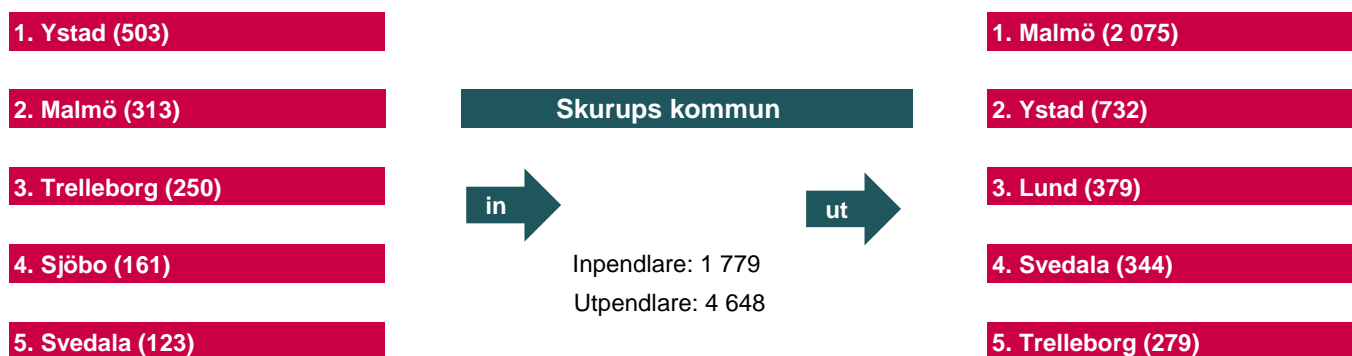 1. Ystad (503)
2. Malmö (313)
3. Trelleborg (250)
4. Sjöbo (161)
5. Svedala (123)
Skurups kommun
in
ut
Inpendlare: 1 779
Utpendlare: 4 648
1. Malmö (2 075)
2. Ystad (732)
3. Lund (379)
4. Svedala (344)
5. Trelleborg (279)